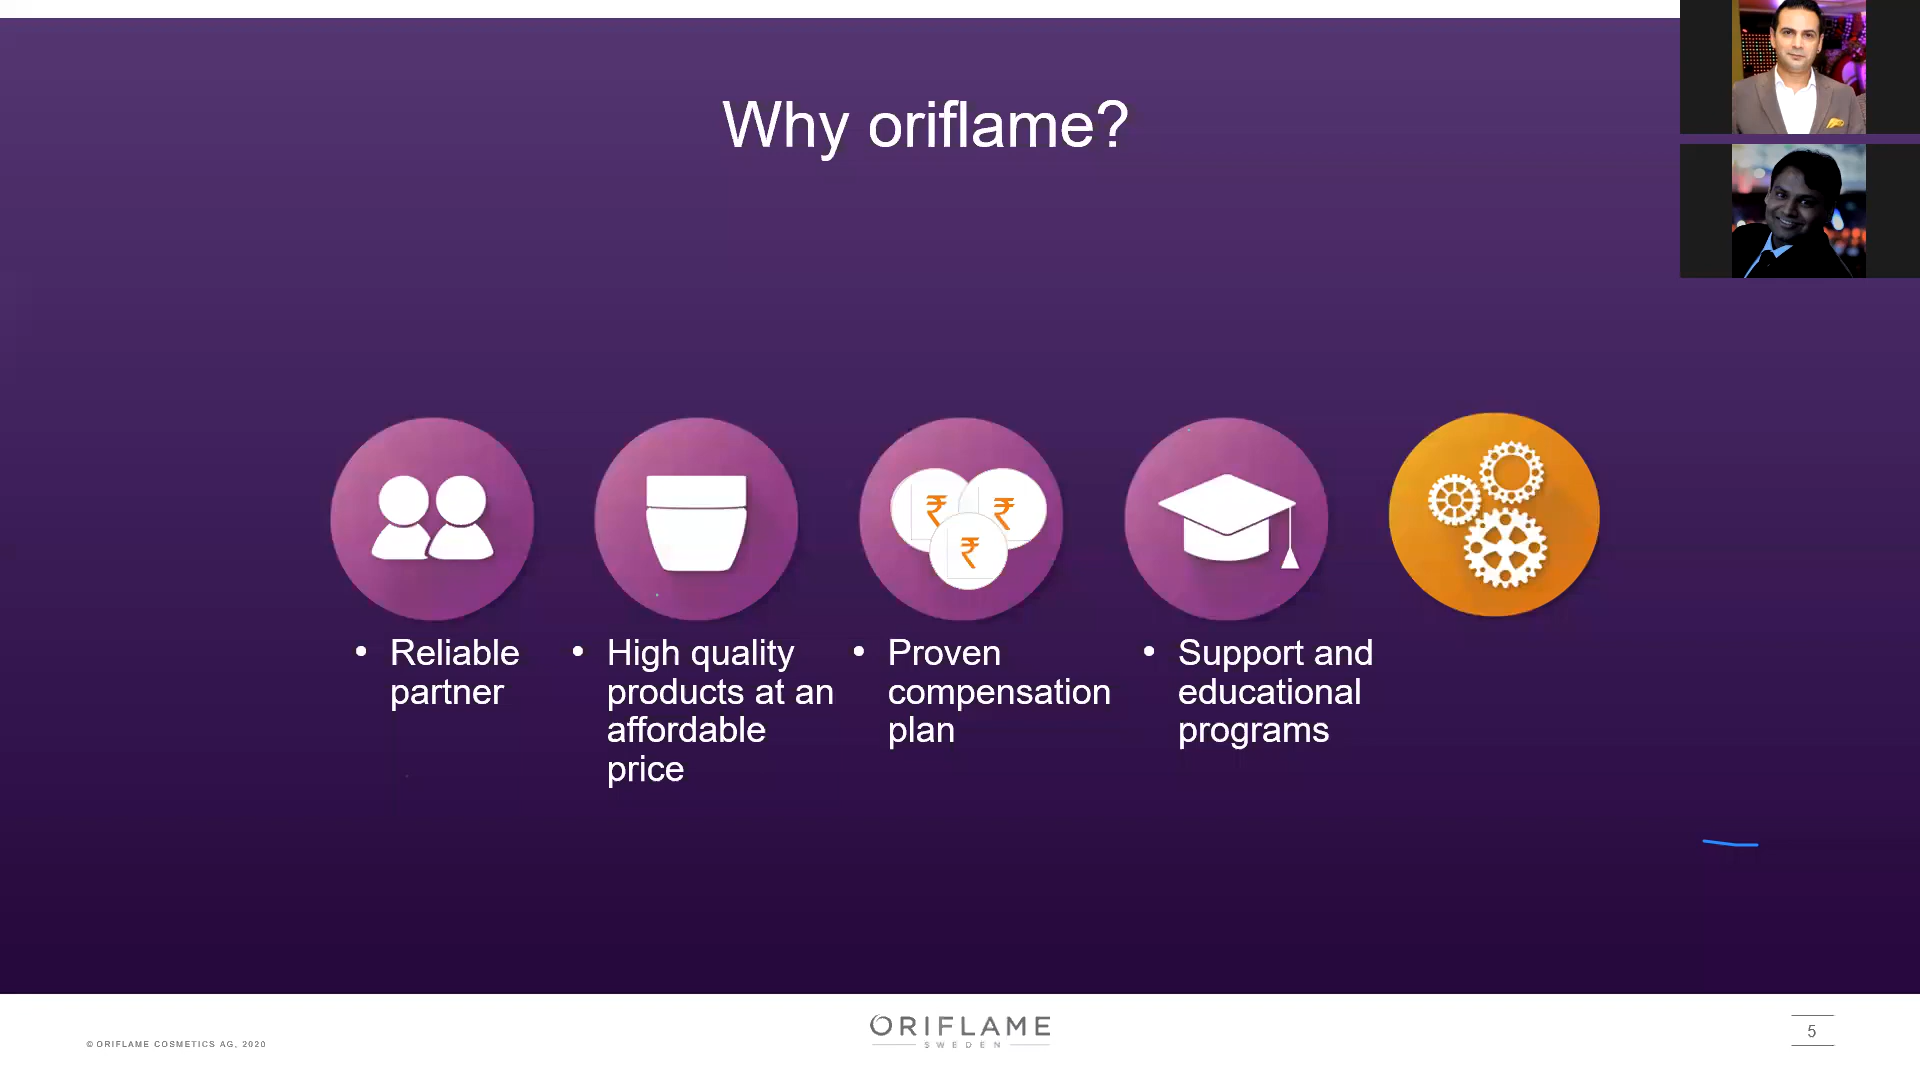 Why oriflame?
₹ ₹
₹
• Reliable
partner
• High quality
products at an
affordable
price
• Proven
compensation
plan
• Support and
educational
programs
© ORIFLAME COSMETICS AG, 2020
ORIFLAME
SWEDEN
5